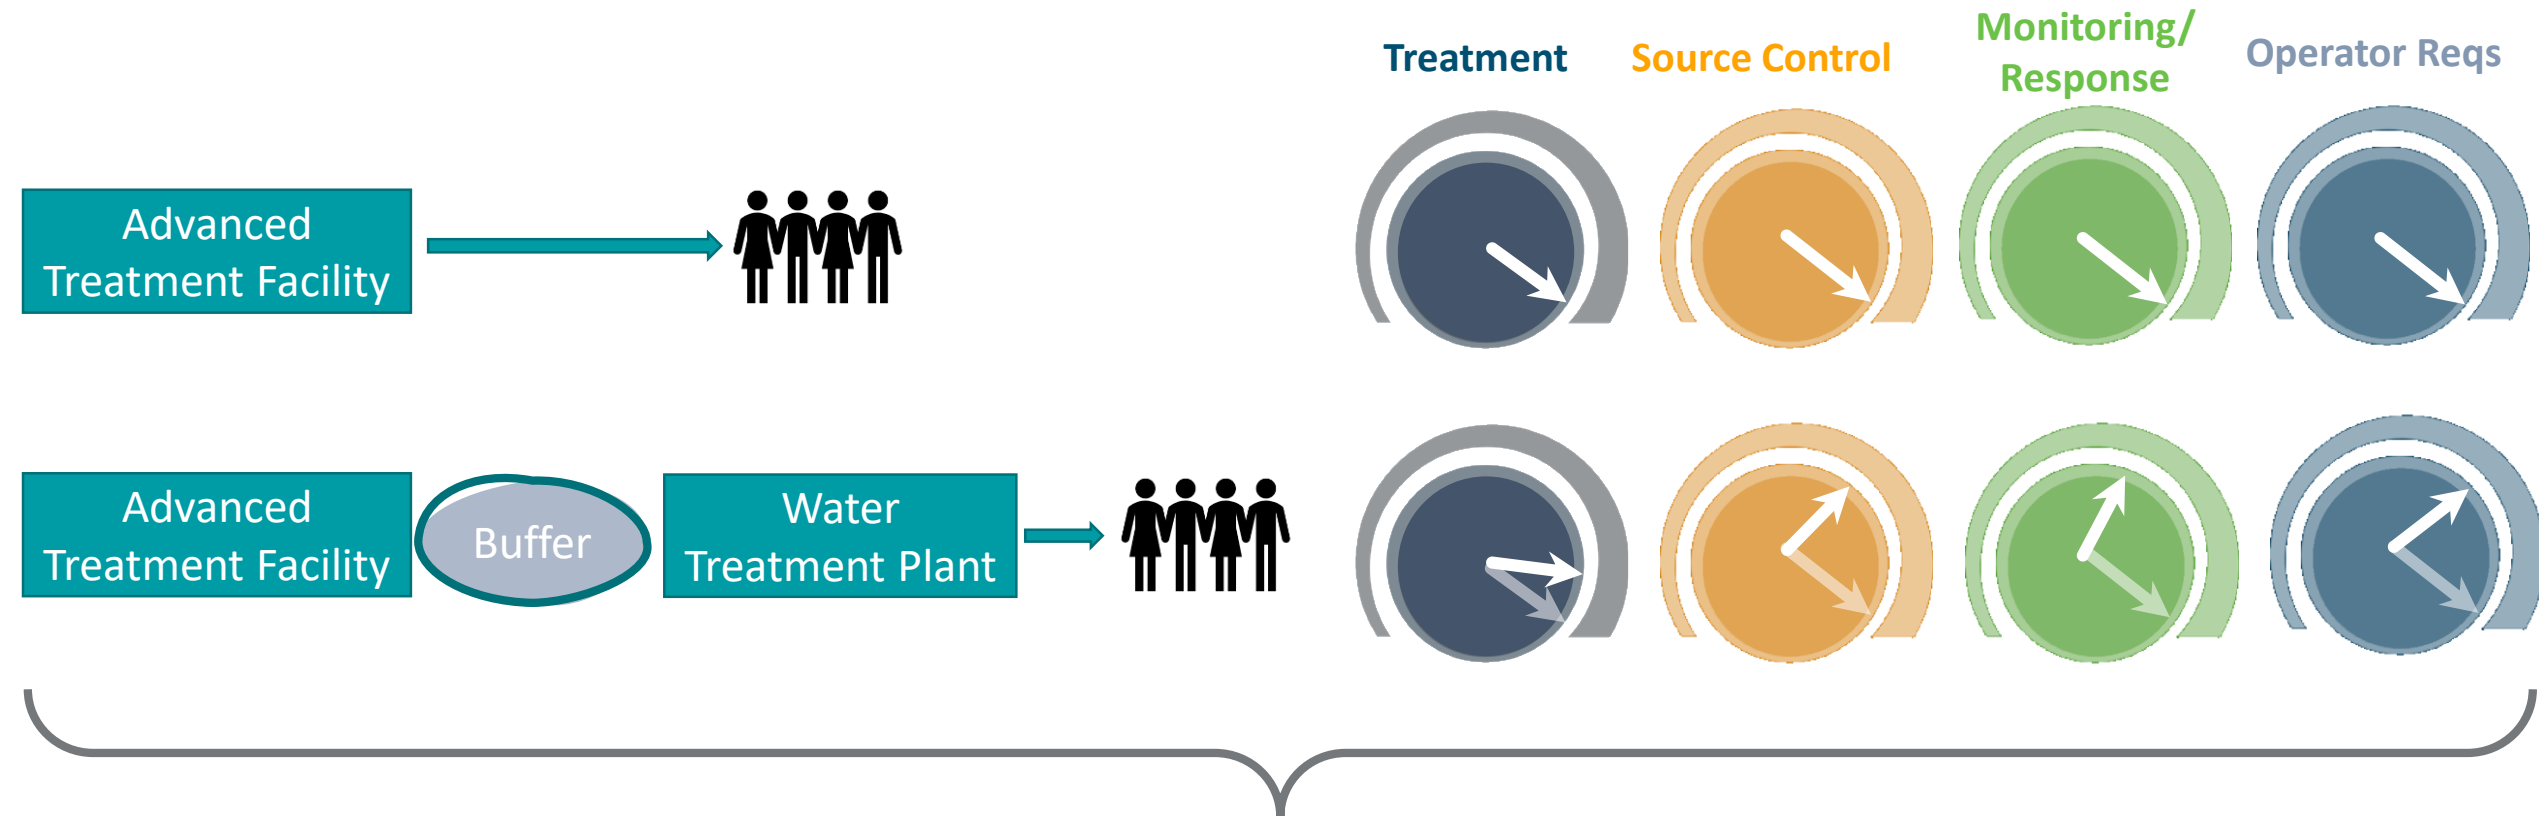 Treatment
Source Control
Monitoring/
Response
Operator Reqs
Advanced
Treatment Facility
Advanced
Treatment Facility
Buffer
Water
Treatment Plant